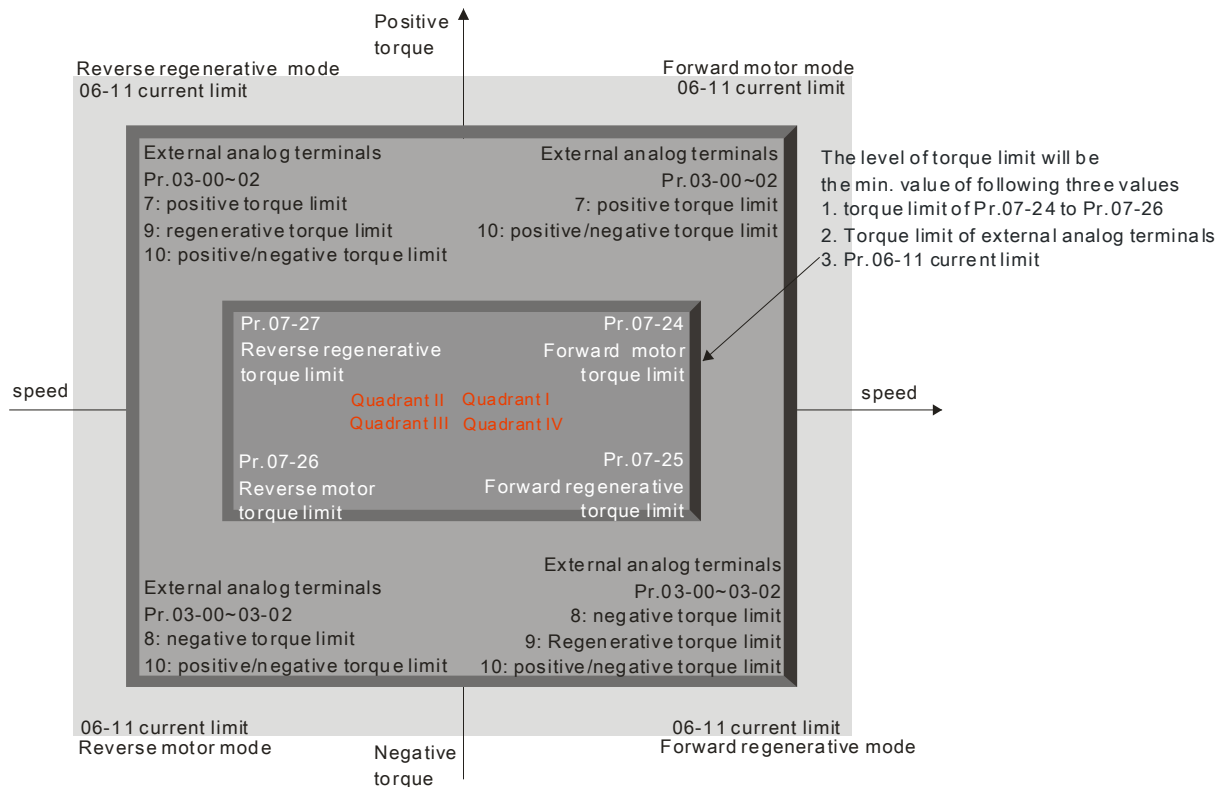 Positive
torque
Reverse regenerative mode
06-11 current limit
Forward motor mode
06-11 current limit
External analog terminals
Pr.03-00~02
7: positive torque limit
9: regenerative torque limit
10: positive/negative torque limit
External analog terminals
Pr.03-00~02
7: positive torque limit
10: positive/negative torque limit
The level of torque limit will be
the min. value of following three values
1. torque limit of Pr.07-24 to Pr.07-26
2. Torque limit of external analog terminals
3. Pr.06-11 current limit
Pr.07-27
Reverse regenerative
torque limit
Pr.07-24
Forward motor
torque limit
speed
speed
Quadrant II
Quadrant I
Quadrant III
Quadrant IV
Pr.07-26
Reverse motor
torque limit
Pr.07-25
Forward regenerative
torque limit
External analog terminals
Pr.03-00~03-02
8: negative torque limit
10: positive/negative torque limit
External analog terminals
Pr.03-00~03-02
8: negative torque limit
9: Regenerative torque limit
10: positive/negative torque limit
06-11 current limit
Reverse motor mode
06-11 current limit
Forward regenerative mode
Negative
torque